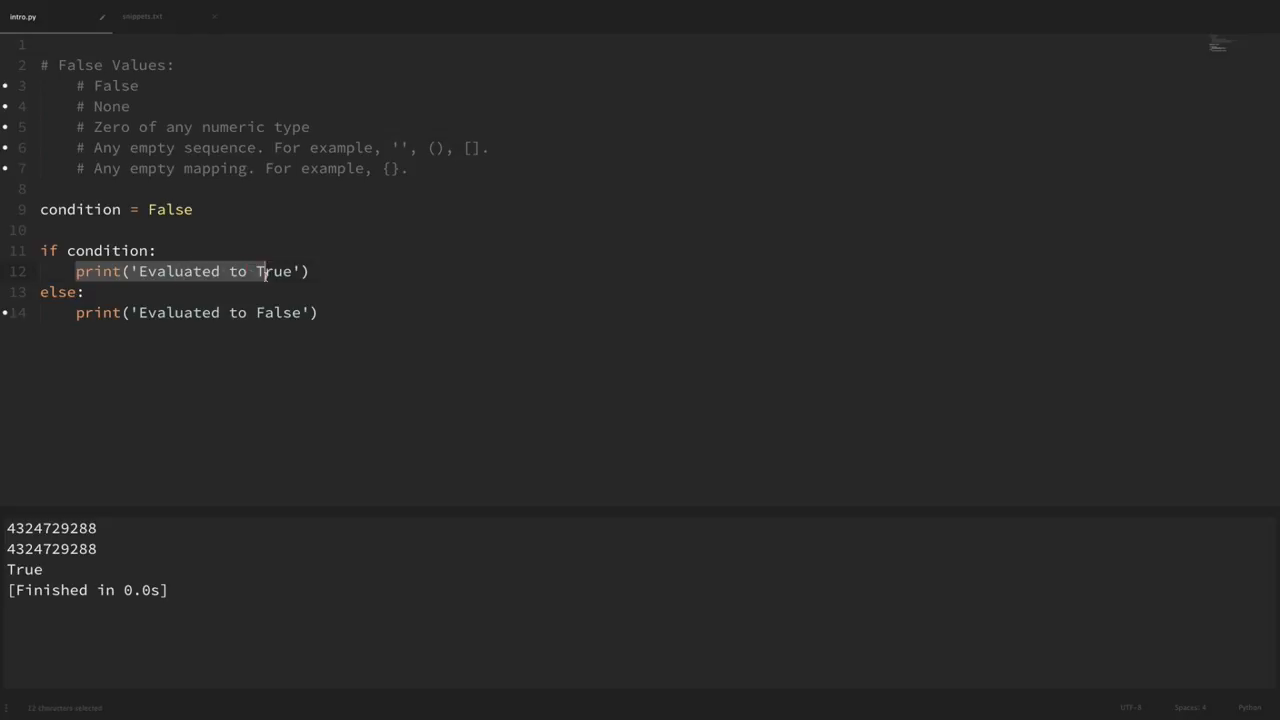 intro.py
snippets.txt
1
2 # False Values:
3 # False
4 # None
5 # Zero of any numeric type
6 # Any empty sequence. For example, '', (), [].
7 # Any empty mapping. For example, {}.
8
9 condition = False
10
11 if condition:
12 print('Evaluated to True')
13 else:
14 print('Evaluated to False')
4324729288
4324729288
True
[Finished in 0.0s]
characters selected
UTF-8 Spaces: 4 Python